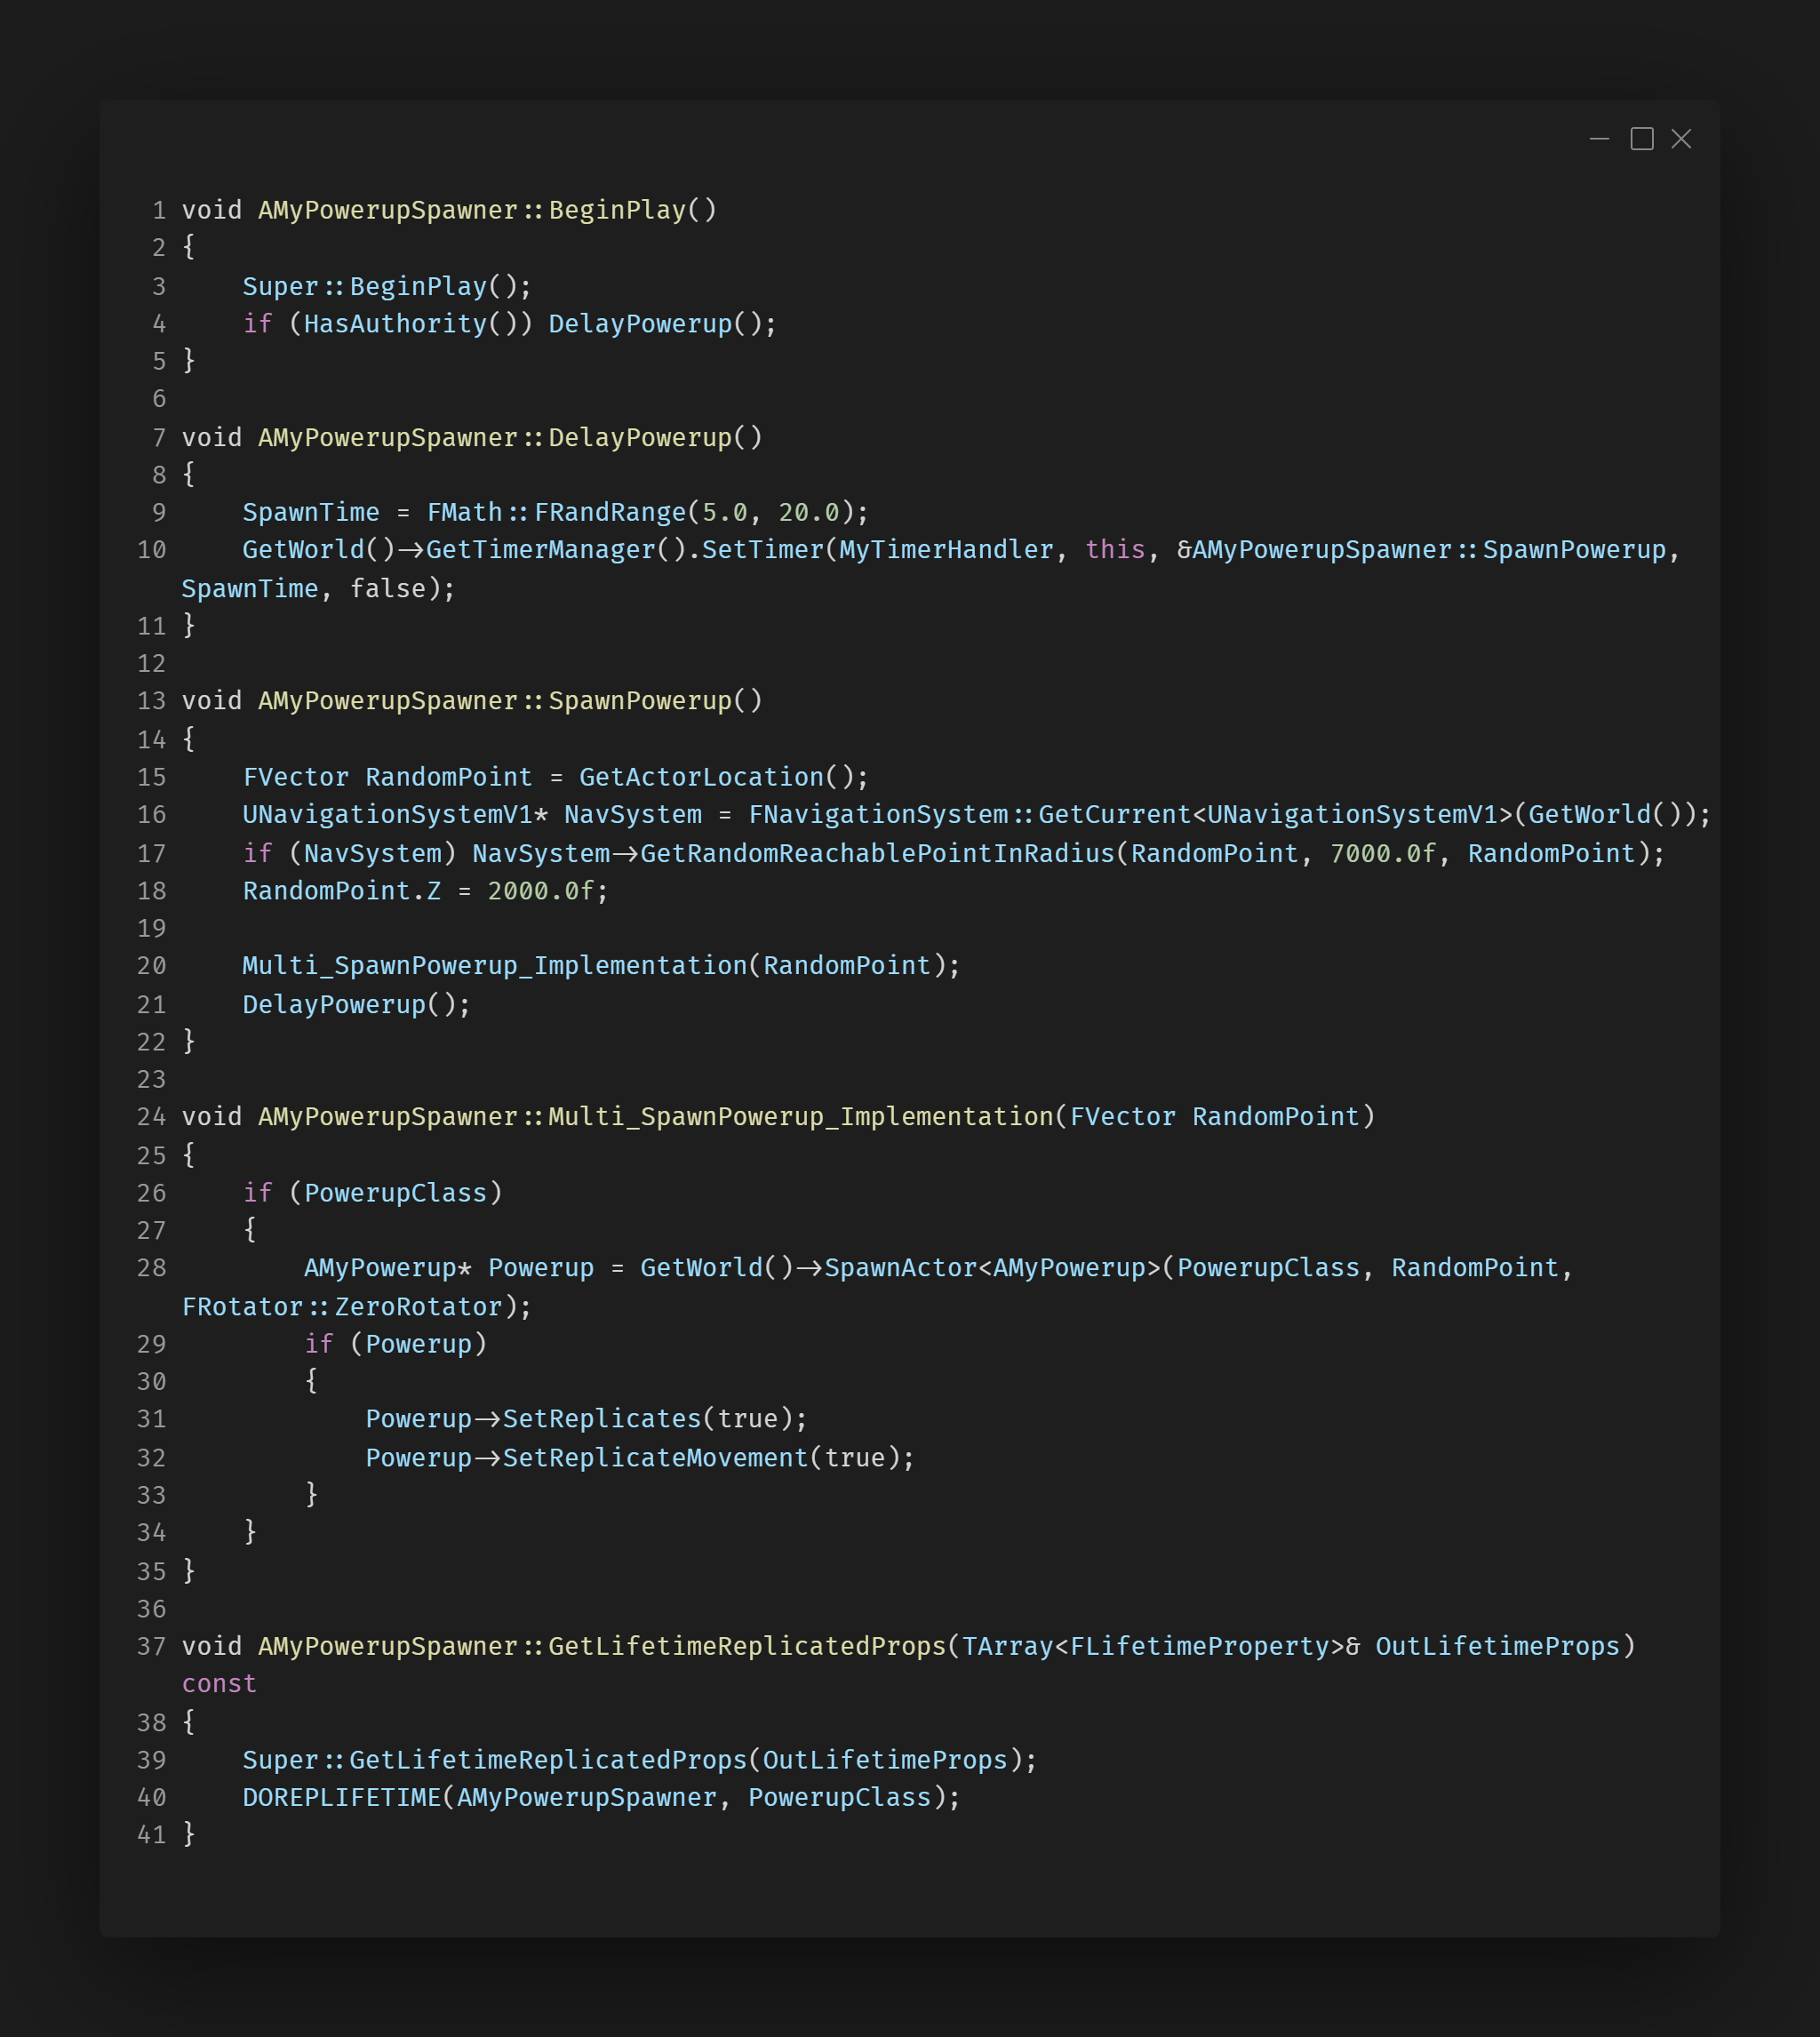 1 void AMyPowerupSpawner::BeginPlay()
2 {
3     Super::BeginPlay();
4     if (HasAuthority()) DelayPowerup();
5 }
6
7 void AMyPowerupSpawner::DelayPowerup()
8 {
9     SpawnTime = FMath::FRandRange(5.0, 20.0);
10     GetWorld()->GetTimerManager().SetTimer(MyTimerHandler, this, &AMyPowerupSpawner::SpawnPowerup,
SpawnTime, false);
11 }
12
13 void AMyPowerupSpawner::SpawnPowerup()
14 {
15     FVector RandomPoint = GetActorLocation();
16     UNavigationSystemV1* NavSystem = FNavigationSystem::GetCurrent<UNavigationSystemV1>(GetWorld());
17     if (NavSystem) NavSystem->GetRandomReachablePointInRadius(RandomPoint, 7000.0f, RandomPoint);
18     RandomPoint.Z = 2000.0f;
19
20     Multi_SpawnPowerup_Implementation(RandomPoint);
21     DelayPowerup();
22 }
23
24 void AMyPowerupSpawner::Multi_SpawnPowerup_Implementation(FVector RandomPoint)
25 {
26     if (PowerupClass)
27     {
28         AMyPowerup* Powerup = GetWorld()->SpawnActor<AMyPowerup>(PowerupClass, RandomPoint,
FRotator::ZeroRotator);
29         if (Powerup)
30         {
31             Powerup->SetReplicates(true);
32             Powerup->SetReplicateMovement(true);
33         }
34     }
35 }
36
37 void AMyPowerupSpawner::GetLifetimeReplicatedProps(TArray<FLifetimeProperty>& OutLifetimeProps)
const
38 {
39     Super::GetLifetimeReplicatedProps(OutLifetimeProps);
40     DOREPLIFETIME(AMyPowerupSpawner, PowerupClass);
41 }